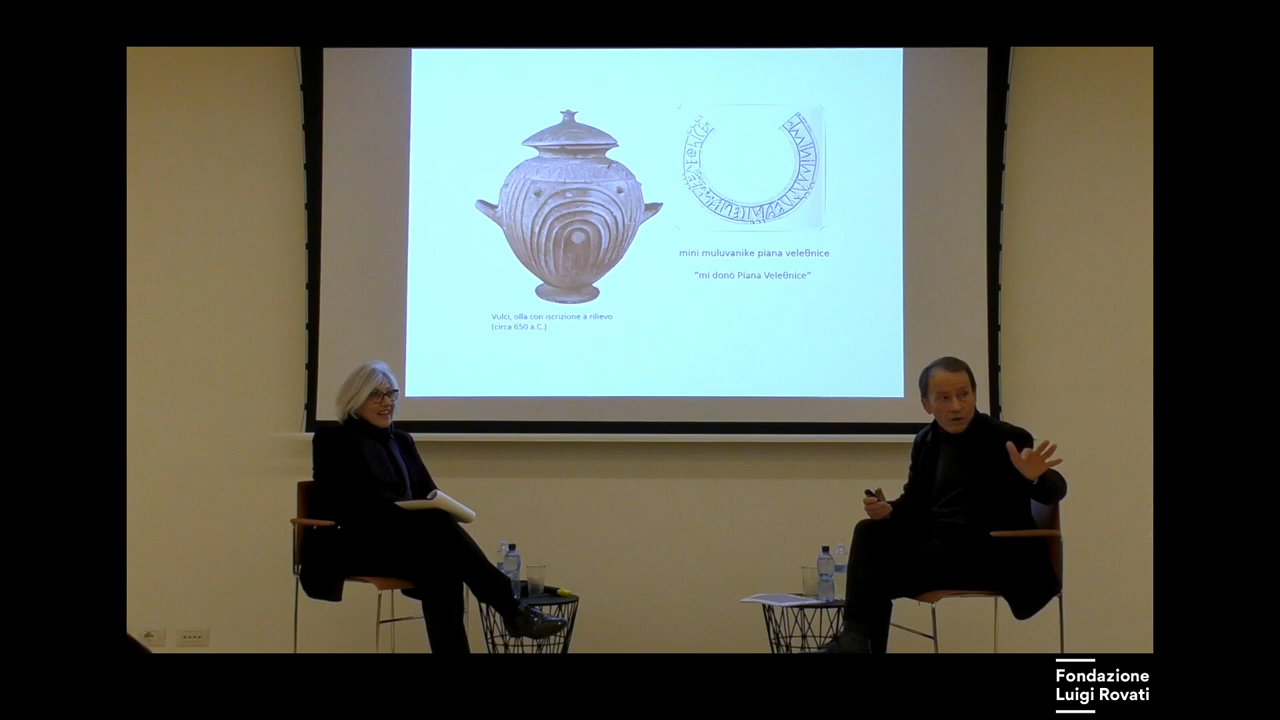 mini muluvanike piana veleθnice
“mi donò Piana Veleθnice”
Vulci, olla con iscrizione a rilievo
(circa 650 a.C.)
Fondazione
Luigi Rovati